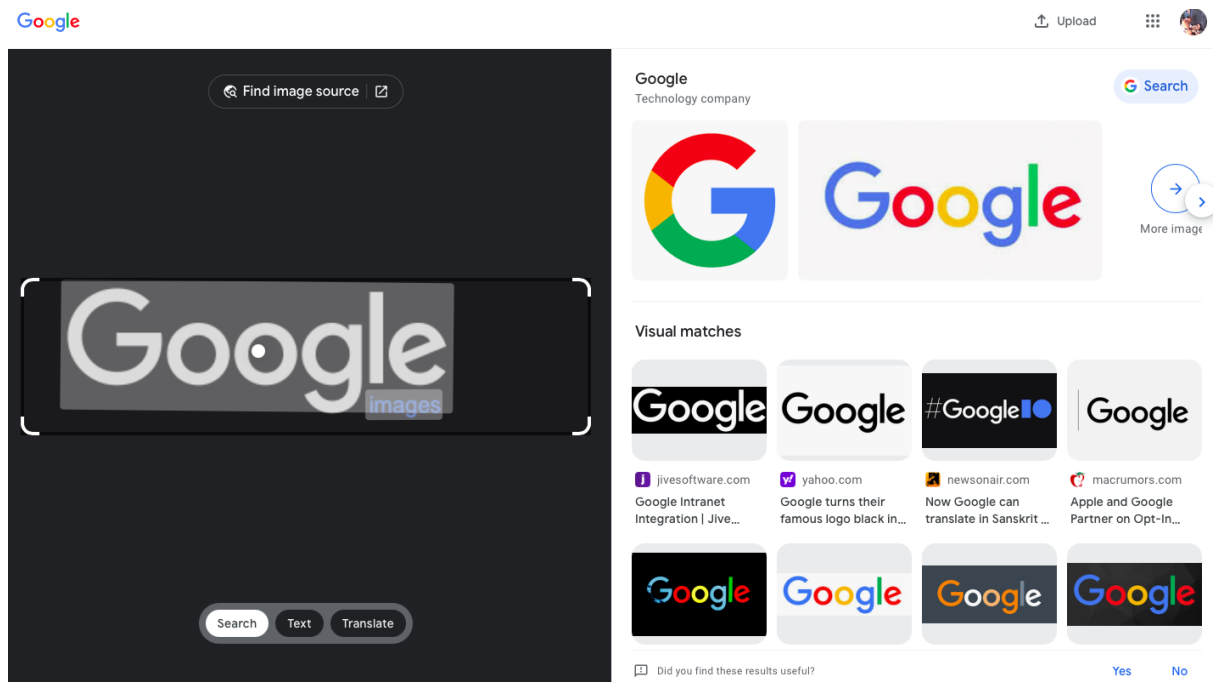 Google
Upload
Find image source
Google
images
Search
Text
Translate
Google
Technology company
Search
G
Google
More image
Visual matches
Google
Google
#GoogleIO
Google
jivesoftware.com
yahoo.com
newsonair.com
macrumors.com
Google Intranet
Integration | Jive...
Google turns their
famous logo black in...
Now Google can
translate in Sanskrit ...
Apple and Google
Partner on Opt-In...
Google
Google
Google
Google
Did you find these results useful?
Yes
No